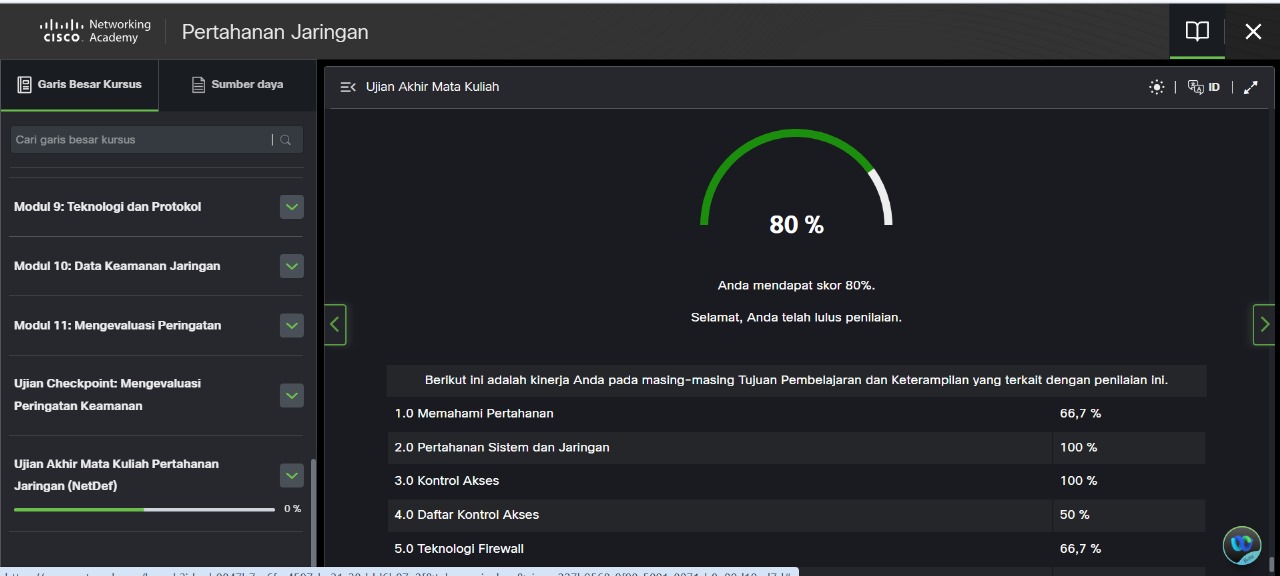 Networking
CISCO Academy
Pertahanan Jaringan
Garis Besar Kursus
Sumber daya
Cari garis besar kursus
Modul 9: Teknologi dan Protokol
Modul 10: Data Keamanan Jaringan
Modul 11: Mengevaluasi Peringatan
Ujian Checkpoint: Mengevaluasi
Peringatan Keamanan
Ujian Akhir Mata Kuliah Pertahanan
Jaringan (NetDef)
0 %
Ujian Akhir Mata Kuliah
ID
80 %
Anda mendapat skor 80%.
Selamat, Anda telah lulus penilaian.
Berikut ini adalah kinerja Anda pada masing-masing Tujuan Pembelajaran dan Keterampilan yang terkait dengan penilaian ini.
1.0 Memahami Pertahanan 66,7 %
2.0 Pertahanan Sistem dan Jaringan 100 %
3.0 Kontrol Akses 100 %
4.0 Daftar Kontrol Akses 50 %
5.0 Teknologi Firewall 66,7 %